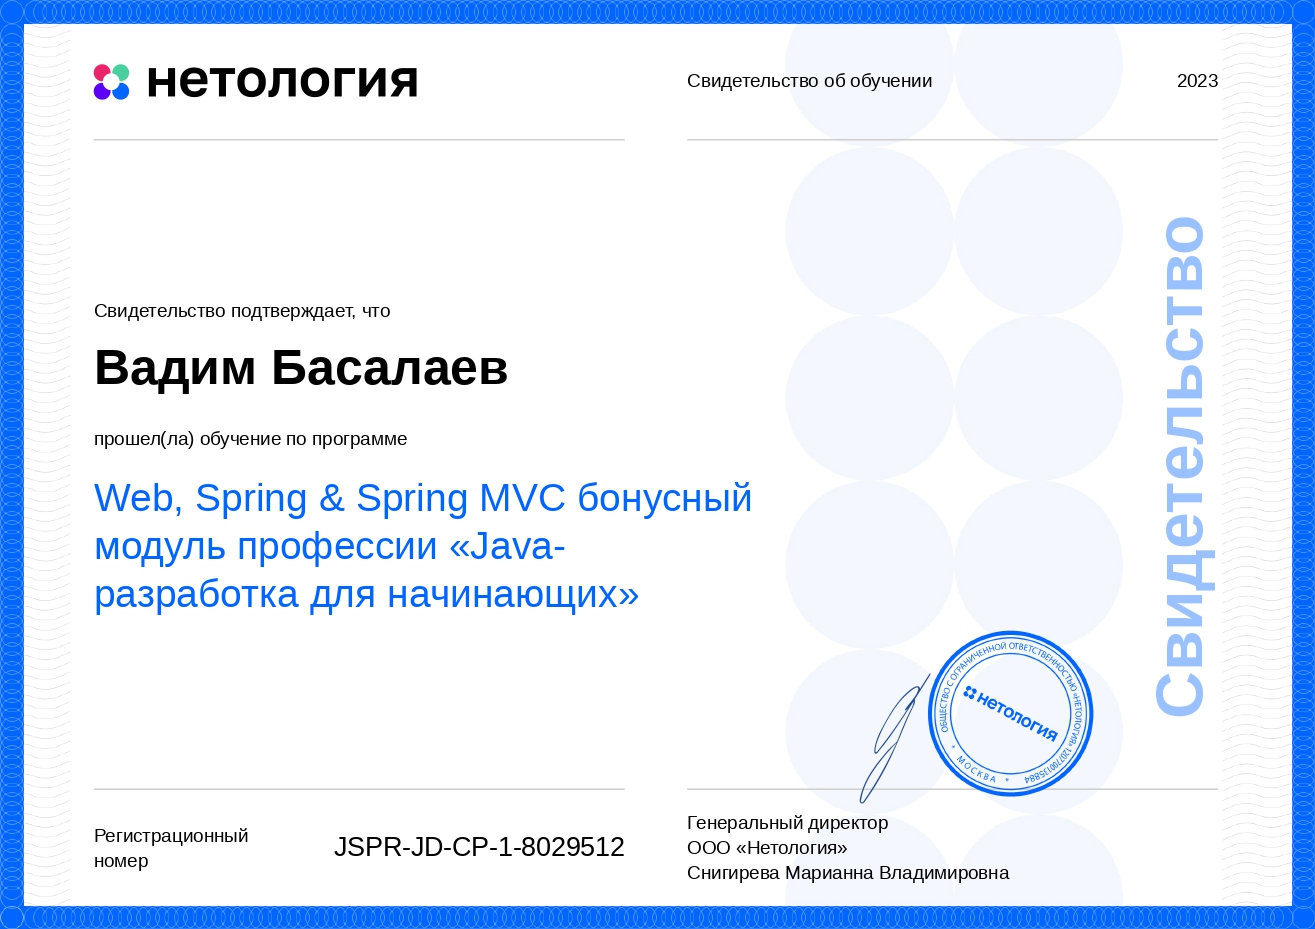 нетология
Свидетельство об обучении
2023
Свидетельство подтверждает, что
Вадим Басалаев
прошел(ла) обучение по программе
Web, Spring & Spring MVC бонусный
модуль профессии «Java-
разработка для начинающих»
Свидетельство
ОБЩЕСТВО С ОГРАНИЧЕННОЙ ОТВЕТСТВЕННОСТЬЮ «НЕТОЛОГИЯ» 1207700135884
* МОСКВА *
нетология
Регистрационный
номер
JSPR-JD-CP-1-8029512
Генеральный директор
ООО «Нетология»
Снигирева Марианна Владимировна